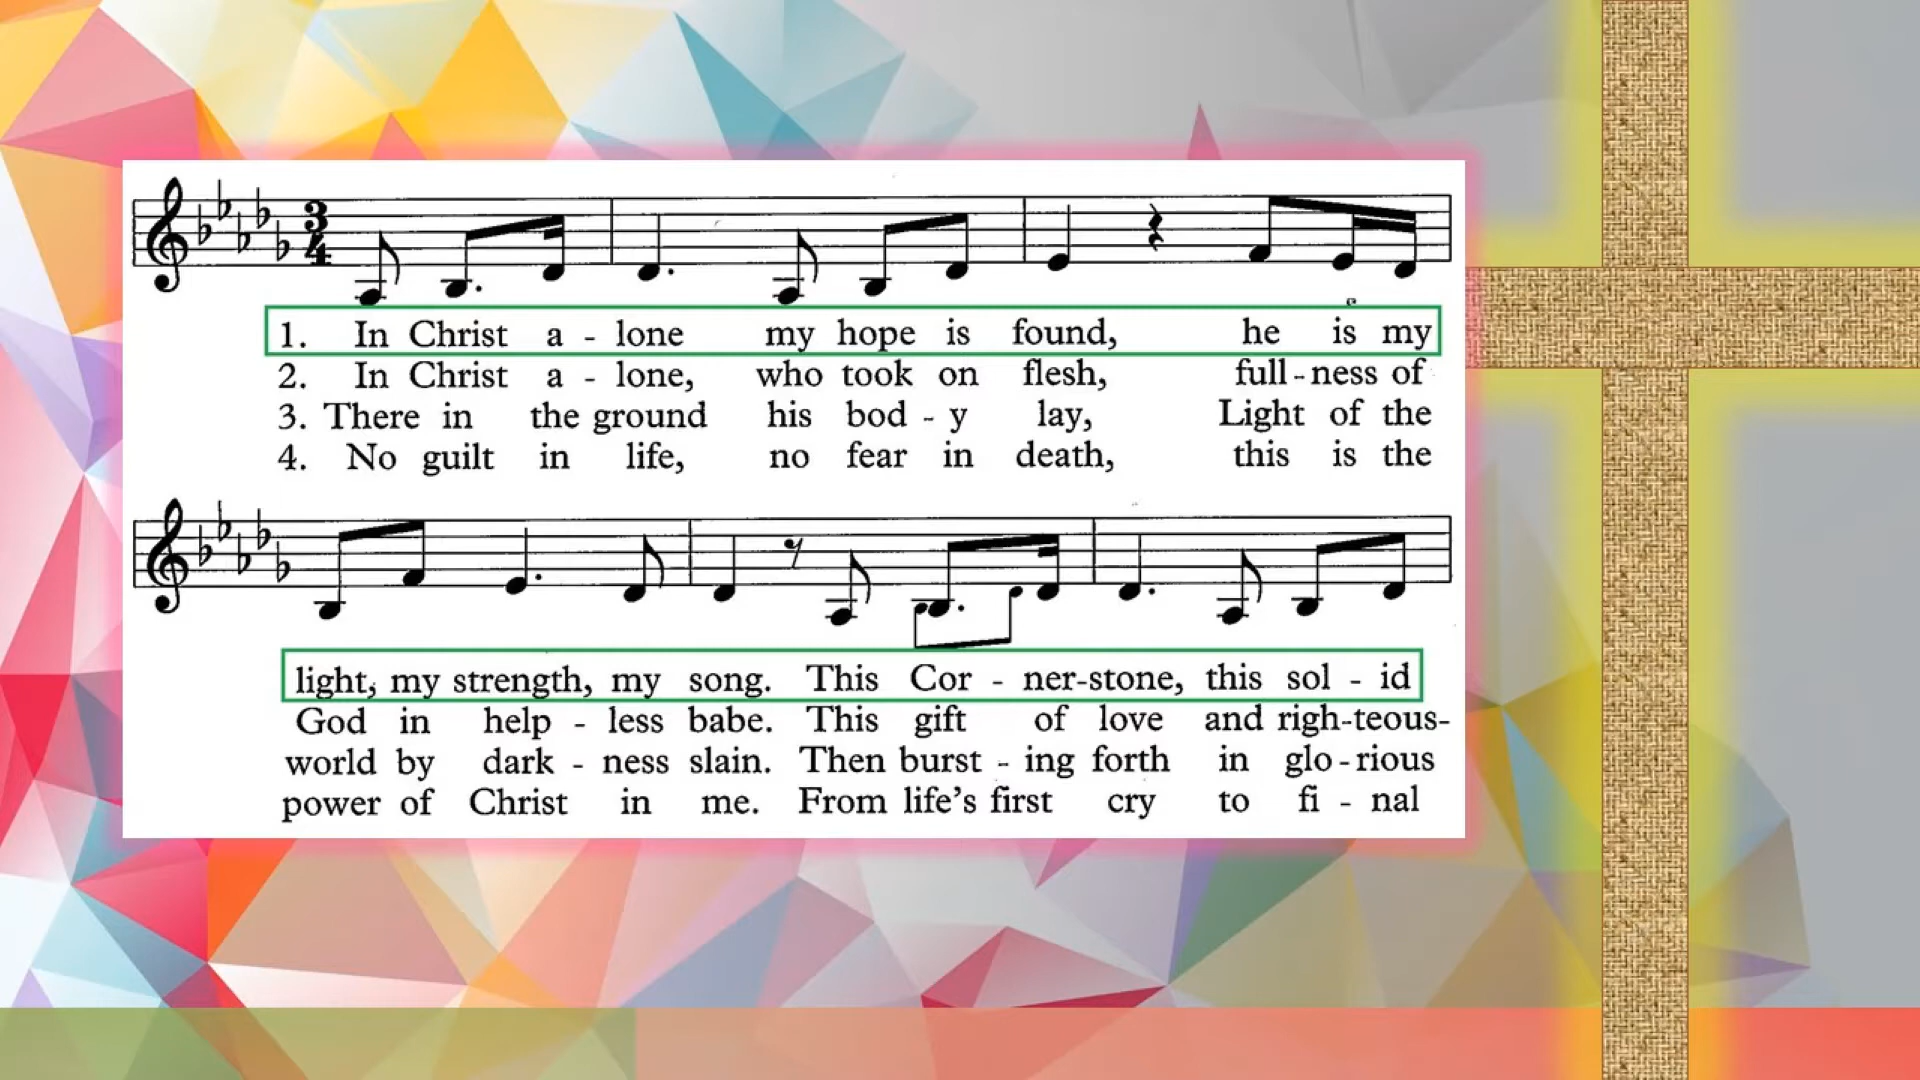 3
4
1. In Christ a - lone my hope is found, he is my
2. In Christ a - lone, who took on flesh, full - ness of
3. There in the ground his bod - y lay, Light of the
4. No guilt in life, no fear in death, this is the
light, my strength, my song. This Cor - ner-stone, this sol - id
God in help - less babe. This gift of love and righ-teous-
world by dark - ness slain. Then burst - ing forth in glo - rious
power of Christ in me. From life's first cry to fi - nal